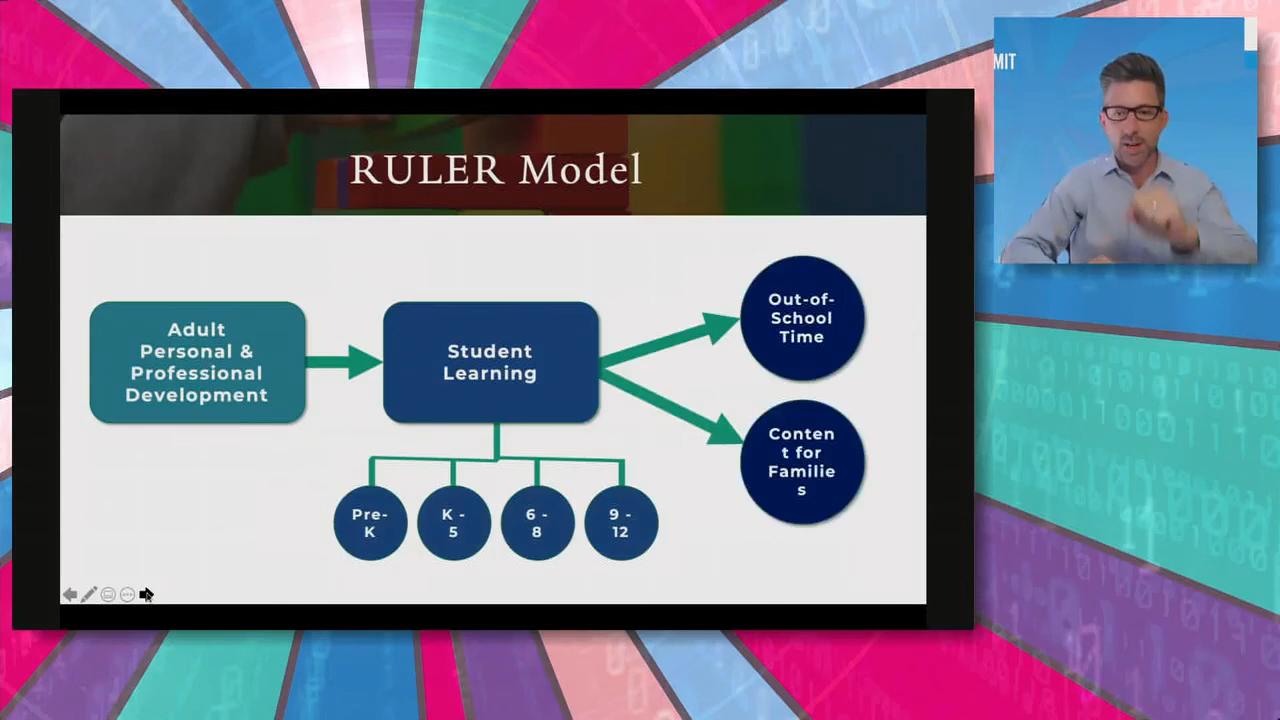 MIT
RULER Model
Adult
Personal &
Professional
Development
Student
Learning
Out-of-
School
Time
Conten
t for
Familie
s
Pre-
K
K -
5
6 -
8
9 -
12